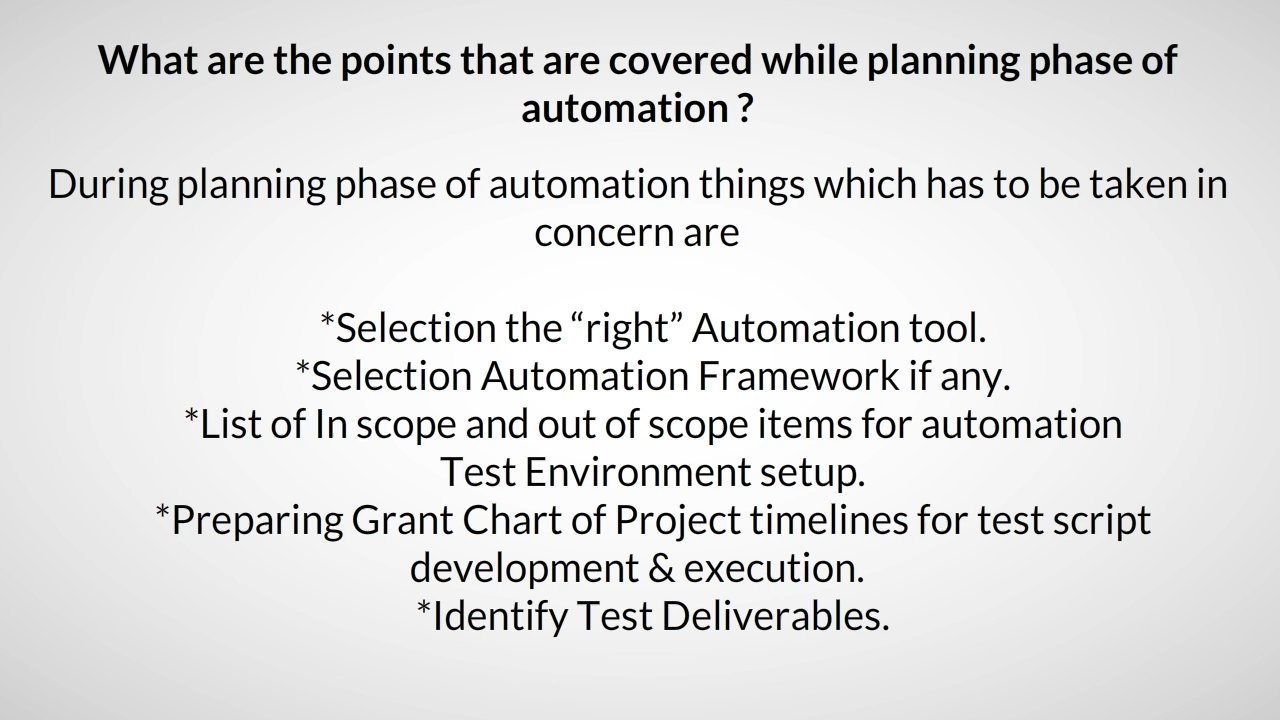 What are the points that are covered while planning phase of
automation ?
During planning phase of automation things which has to be taken in
concern are
*Selection the “right” Automation tool.
*Selection Automation Framework if any.
*List of In scope and out of scope items for automation
Test Environment setup.
*Preparing Grant Chart of Project timelines for test script
development & execution.
*Identify Test Deliverables.